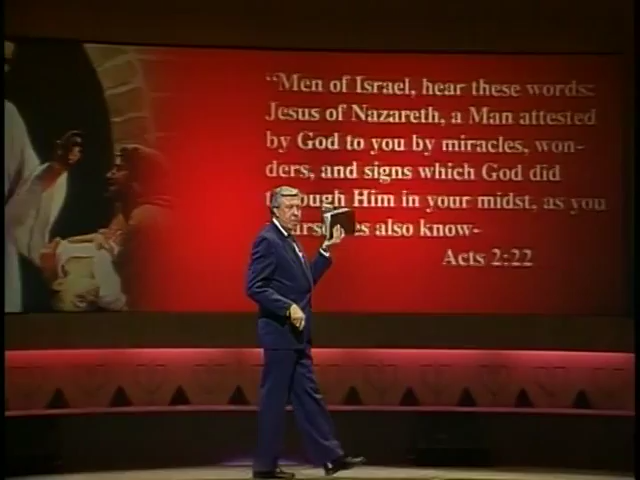 “Men of Israel, hear these words:
Jesus of Nazareth, a Man attested
by God to you by miracles, won-
ders, and signs which God did
Him in your midst, as you
also know-
Acts 2:22